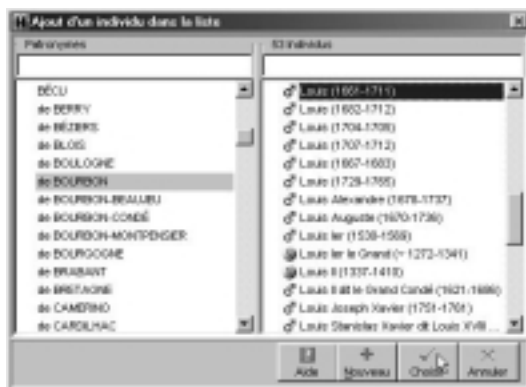 Ajout d'un individu dans la liste
Patronymes
BÉCU
de BERRY
de BÉZIERS
de BLOIS
de BOULOGNE
de BOURBON
de BOURBON-BEAUJEU
de BOURBON-CONDÉ
de BOURBON-MONTPENSIER
de BOURGOGNE
de BRABANT
de BRETAGNE
de CAMERINO
de CARDILHAC
53 individus
Louis (1661-1711)
Louis (1682-1712)
Louis (1704-1705)
Louis (1707-1712)
Louis (1667-1683)
Louis (1729-1765)
Louis Alexandre (1678-1737)
Louis Auguste (1670-1736)
Louis Ier (1530-1569)
Louis Ier le Grand (~ 1272-1341)
Louis II (1337-1410)
Louis II dit le Grand Condé (1621-1686)
Louis Joseph Xavier (1751-1761)
Louis Stanislas Xavier dit Louis XVIII ...
Aide
Nouveau
Choisir
Annuler